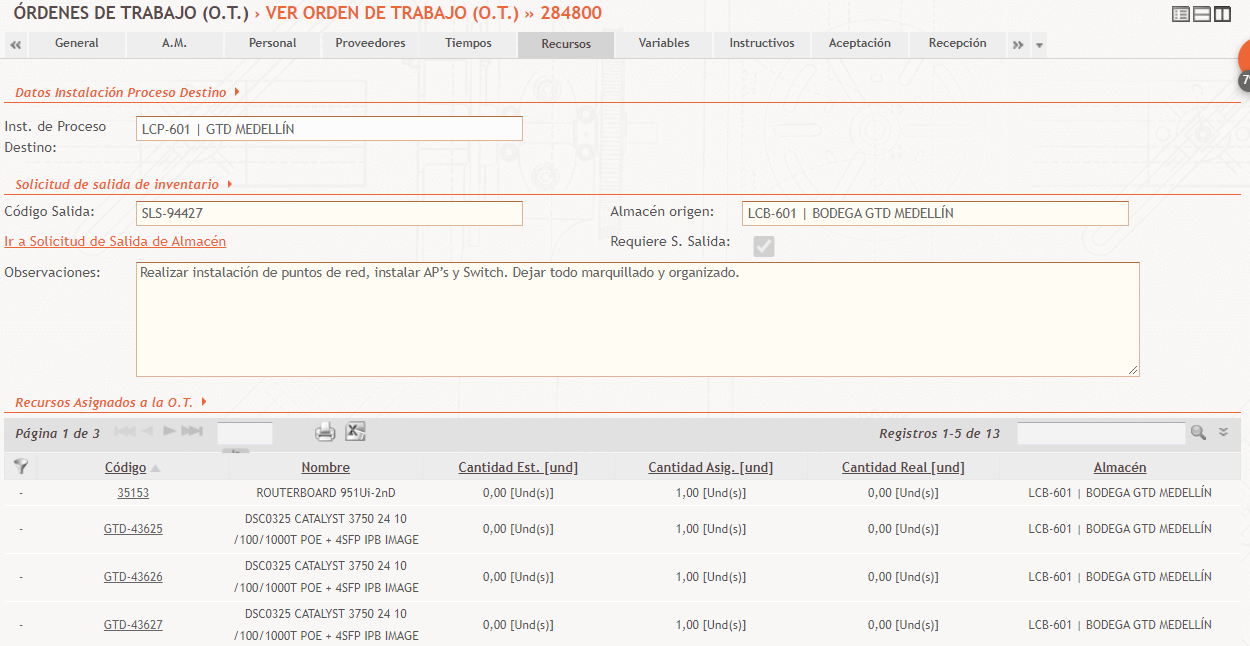 ÓRDENES DE TRABAJO (O.T.) › VER ORDEN DE TRABAJO (O.T.) » 284800
General A.M. Personal Proveedores Tiempos Recursos Variables Instructivos Aceptación Recepción
Datos Instalación Proceso Destino
Inst. de Proceso
Destino:
LCP-601 | GTD MEDELLÍN
Solicitud de salida de inventario
Código Salida: SLS-94427 Almacén origen: LCB-601 | BODEGA GTD MEDELLÍN
Ir a Solicitud de Salida de Almacén Requiere S. Salida:
Observaciones: Realizar instalación de puntos de red, instalar AP's y Switch. Dejar todo marquillado y organizado.
Recursos Asignados a la O.T.
Página 1 de 3 Registros 1-5 de 13
Código Nombre Cantidad Est. [und] Cantidad Asig. [und] Cantidad Real [und] Almacén
- 35153 ROUTERBOARD 951Ui-2nD 0,00 [Und(s)] 1,00 [Und(s)] 0,00 [Und(s)] LCB-601 | BODEGA GTD MEDELLÍN
DSC0325 CATALYST 3750 24 10
- GTD-43625 0,00 [Und(s)] 1,00 [Und(s)] 0,00 [Und(s)] LCB-601 | BODEGA GTD MEDELLÍN
/100/1000T POE + 4SFP IPB IMAGE
DSC0325 CATALYST 3750 24 10
- GTD-43626 0,00 [Und(s)] 1,00 [Und(s)] 0,00 [Und(s)] LCB-601 | BODEGA GTD MEDELLÍN
/100/1000T POE + 4SFP IPB IMAGE
DSC0325 CATALYST 3750 24 10
- GTD-43627 0,00 [Und(s)] 1,00 [Und(s)] 0,00 [Und(s)] LCB-601 | BODEGA GTD MEDELLÍN
/100/1000T POE + 4SFP IPB IMAGE